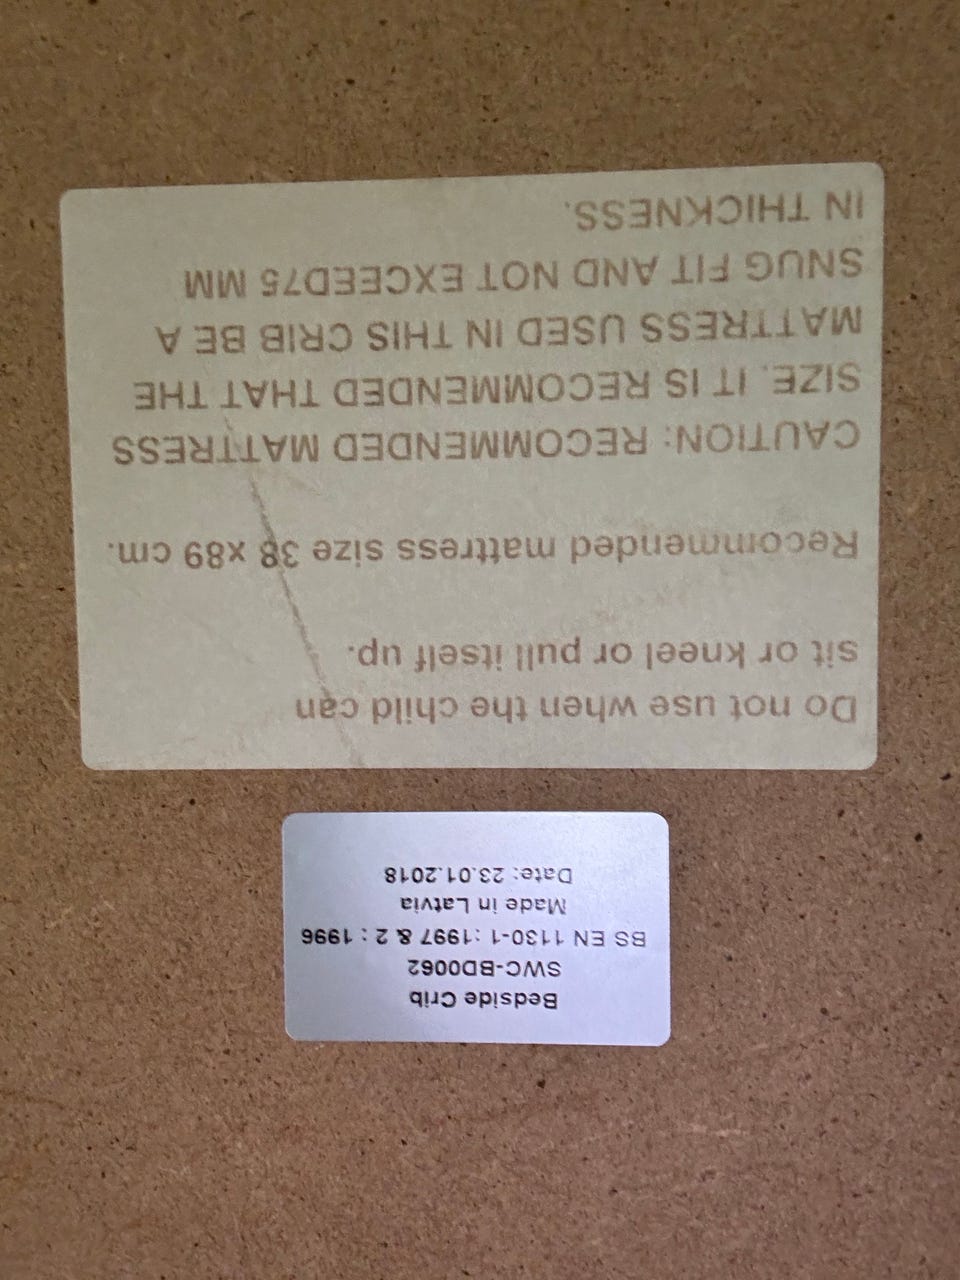 Bedside Crib
SWC-BD0062
BS EN 1130-1 :1997 & 2 : 1996
Made in Latvia
Date: 23.01.2018
Do not use when the child can
sit or kneel or pull itself up.
Recommended mattress size 38 x89 cm.
CAUTION: RECOMMENDED MATTRESS
SIZE. IT IS RECOMMENDED THAT THE
MATTRESS USED IN THIS CRIB BE A
SNUG FIT AND NOT EXCEED75 MM
IN THICKNESS.